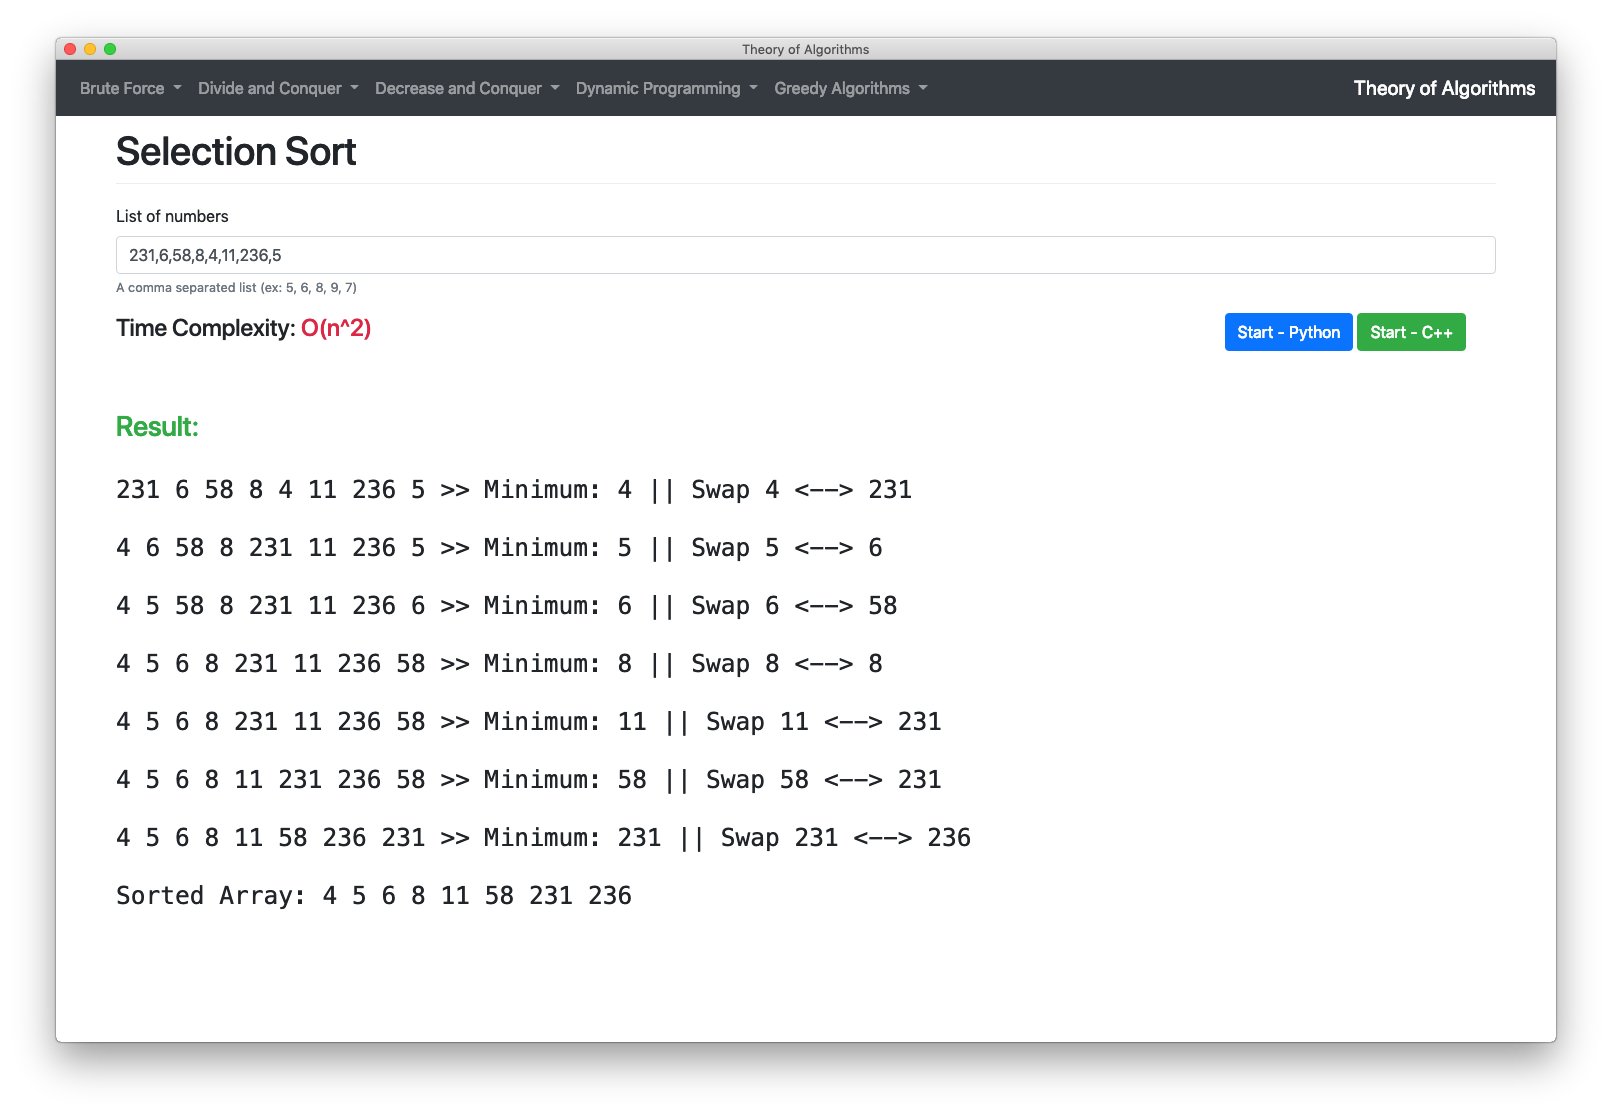 Theory of Algorithms
Brute Force Divide and Conquer Decrease and Conquer Dynamic Programming Greedy Algorithms Theory of Algorithms
Selection Sort
List of numbers
231,6,58,8,4,11,236,5
A comma separated list (ex: 5, 6, 8, 9, 7)
Time Complexity: O(n^2) Start - Python Start - C++
Result:
231 6 58 8 4 11 236 5 >> Minimum: 4 || Swap 4 <--> 231
4 6 58 8 231 11 236 5 >> Minimum: 5 || Swap 5 <--> 6
4 5 58 8 231 11 236 6 >> Minimum: 6 || Swap 6 <--> 58
4 5 6 8 231 11 236 58 >> Minimum: 8 || Swap 8 <--> 8
4 5 6 8 231 11 236 58 >> Minimum: 11 || Swap 11 <--> 231
4 5 6 8 11 231 236 58 >> Minimum: 58 || Swap 58 <--> 231
4 5 6 8 11 58 236 231 >> Minimum: 231 || Swap 231 <--> 236
Sorted Array: 4 5 6 8 11 58 231 236